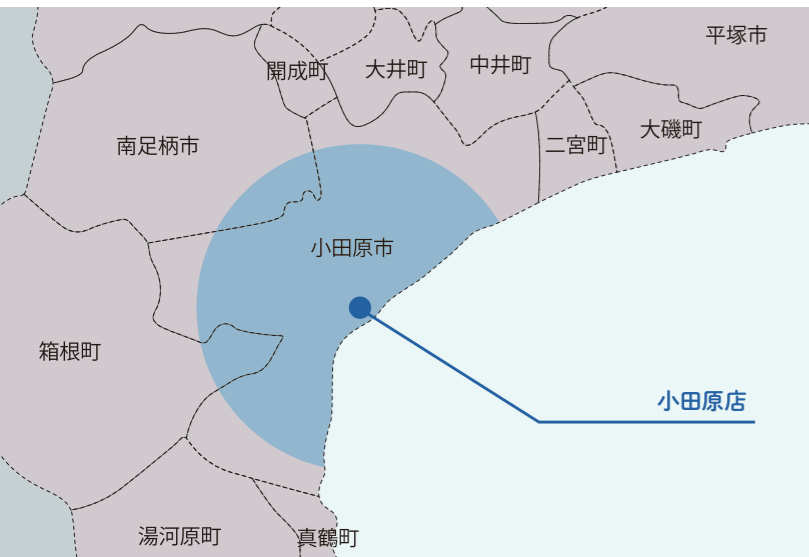 平塚市
中井町
大井町
開成町
大磯町
二宮町
南足柄市
小田原市
箱根町
小田原店
湯河原町
真鶴町